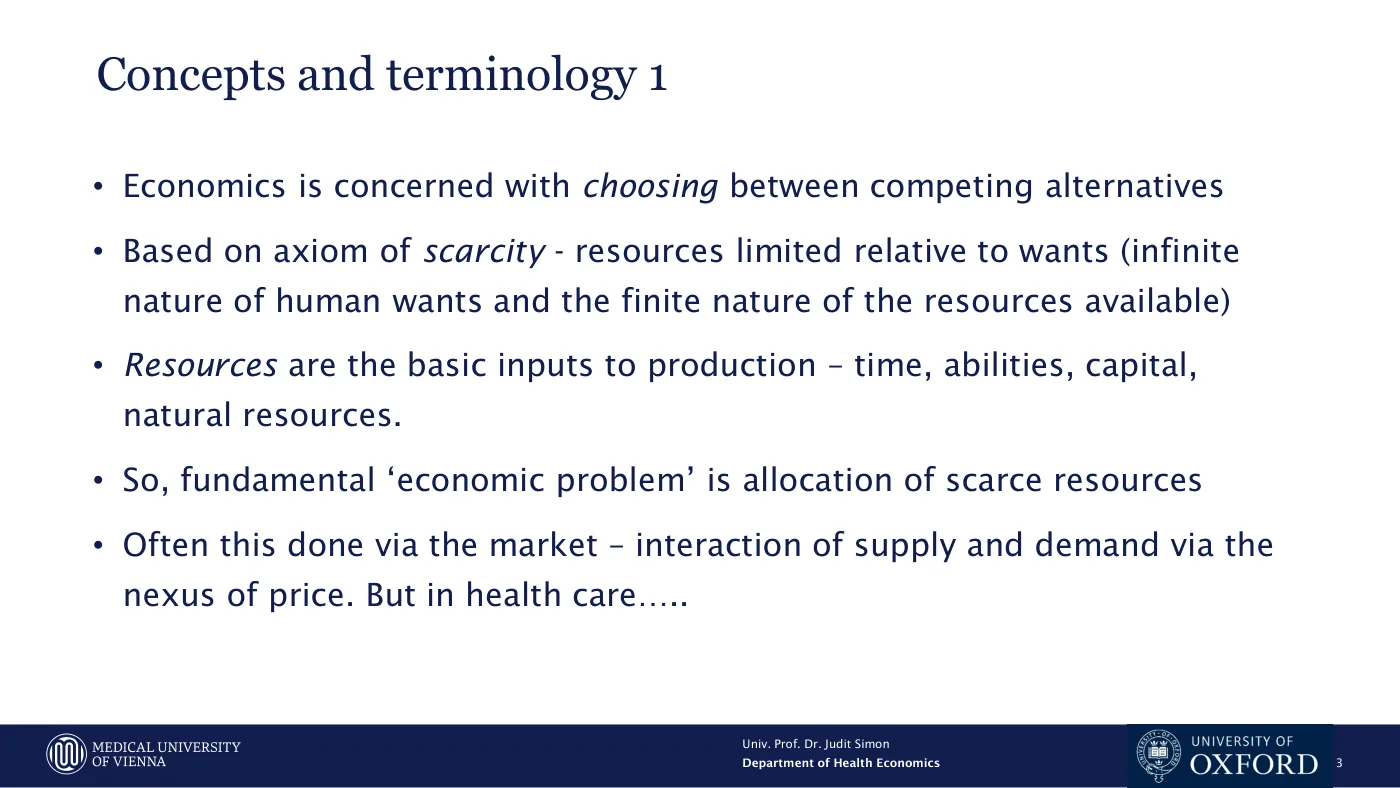 Concepts and terminology 1
• Economics is concerned with choosing between competing alternatives
• Based on axiom of scarcity - resources limited relative to wants (infinite
nature of human wants and the finite nature of the resources available)
• Resources are the basic inputs to production – time, abilities, capital,
natural resources.
• So, fundamental ‘economic problem’ is allocation of scarce resources
• Often this done via the market – interaction of supply and demand via the
nexus of price. But in health care…..
MEDICAL UNIVERSITY
OF VIENNA
Univ. Prof. Dr. Judit Simon
Department of Health Economics
UNIVERSITY OF
OXFORD
3